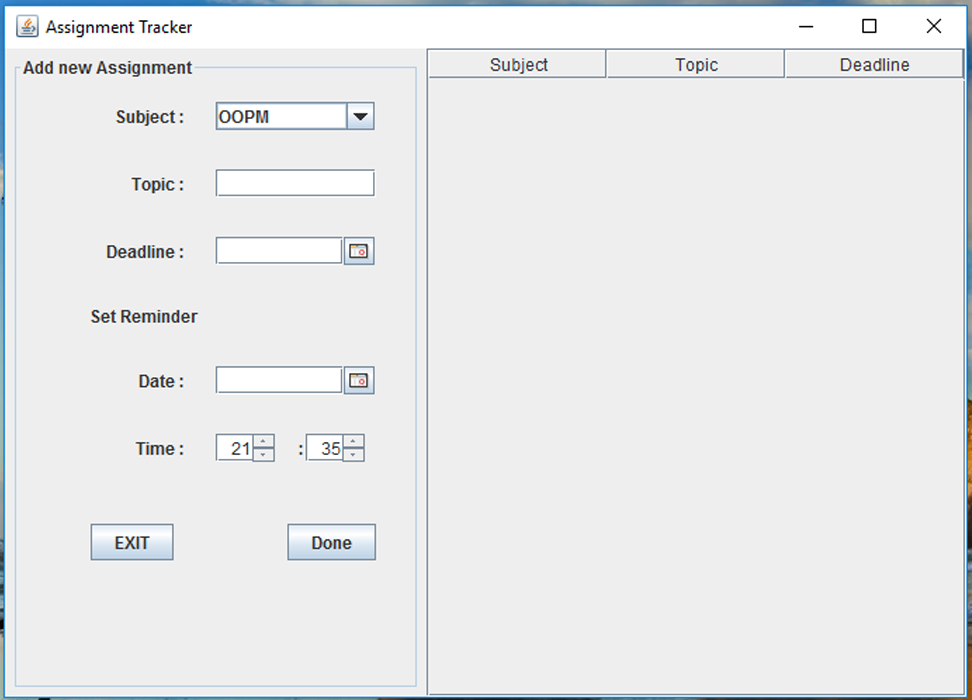 Assignment Tracker
Add new Assignment
Subject :
OOPM
Topic :
Deadline :
Set Reminder
Date :
Time :
21
:
35
EXIT
Done
Subject Topic Deadline